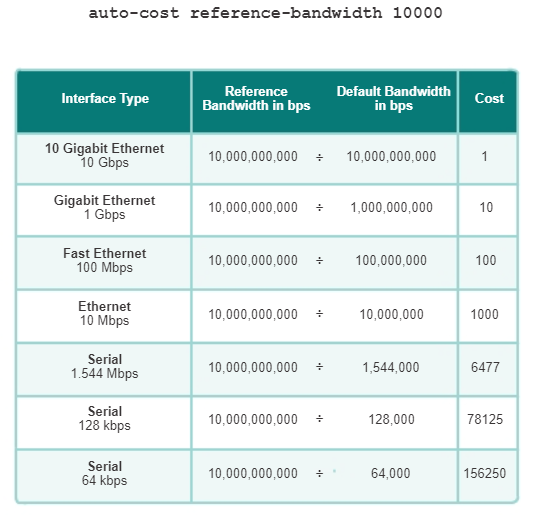 auto-cost reference-bandwidth 10000
Interface Type
Reference
Bandwidth in bps
Default Bandwidth
in bps
Cost
10 Gigabit Ethernet
10 Gbps
10,000,000,000 ÷ 10,000,000,000
1
Gigabit Ethernet
1 Gbps
10,000,000,000 ÷ 1,000,000,000
10
Fast Ethernet
100 Mbps
10,000,000,000 ÷ 100,000,000
100
Ethernet
10 Mbps
10,000,000,000 ÷ 10,000,000
1000
Serial
1.544 Mbps
10,000,000,000 ÷ 1,544,000
6477
Serial
128 kbps
10,000,000,000 ÷ 128,000
78125
Serial
64 kbps
10,000,000,000 ÷ 64,000
156250